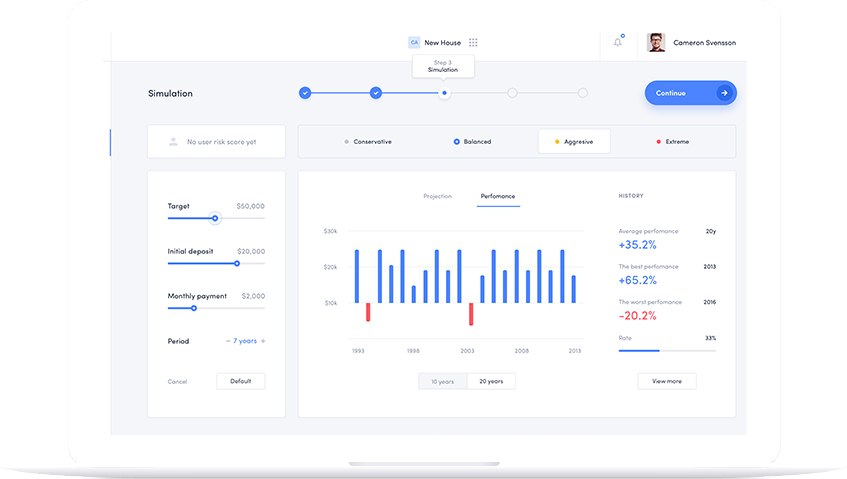 CA New House
Cameron Svensson
Step 3
Simulation
Simulation
Continue
No user risk score yet
Conservative
Balanced
Aggresive
Extreme
Target $50,000
Initial deposit $20,000
Monthly payment $2,000
Period − 7 years +
Cancel
Default
Projection
Perfomance
$30k
$20k
$10k
1993 1998 2003 2008 2013
10 years
20 years
HISTORY
Average perfomance 20y
+35.2%
The best perfomance 2013
+65.2%
The worst perfomance 2016
-20.2%
Rate 33%
View more